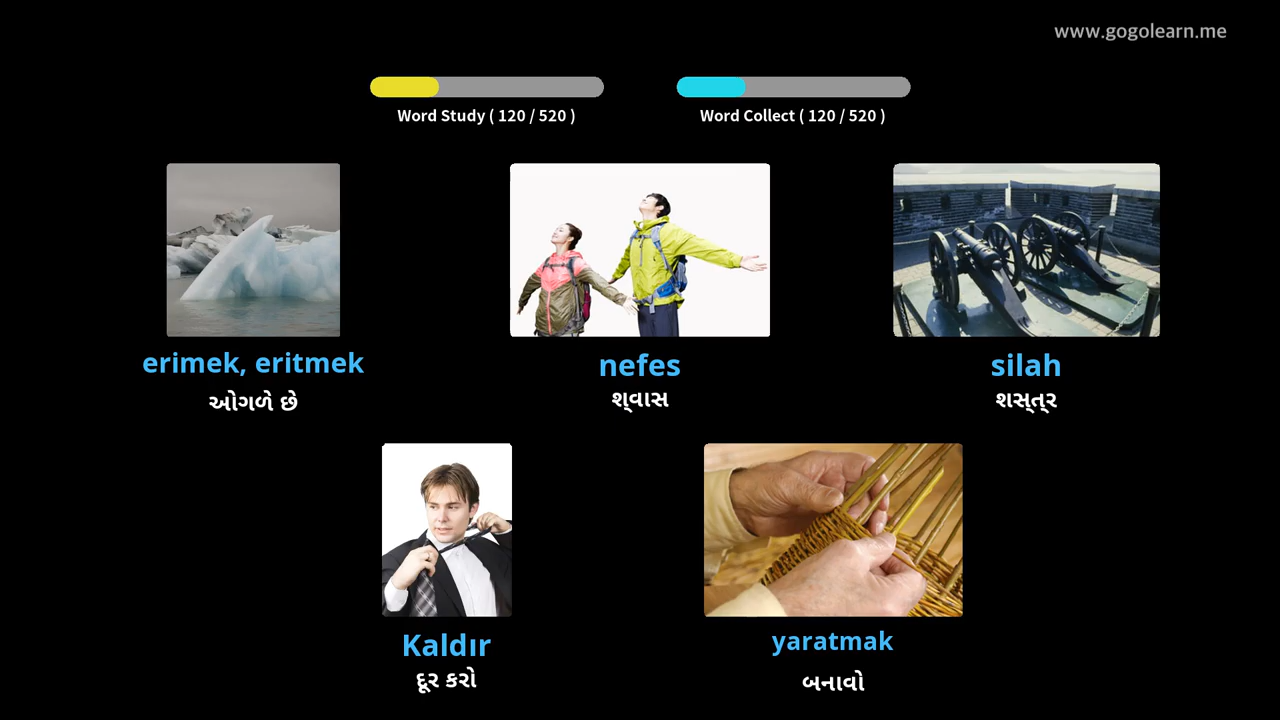 www.gogolearn.me
Word Study ( 120 / 520 )
Word Collect ( 120 / 520 )
erimek, eritmek
ઓગળે છે
nefes
શ્વાસ
silah
શસ્ત્ર
Kaldır
દૂર કરો
yaratmak
બનાવો